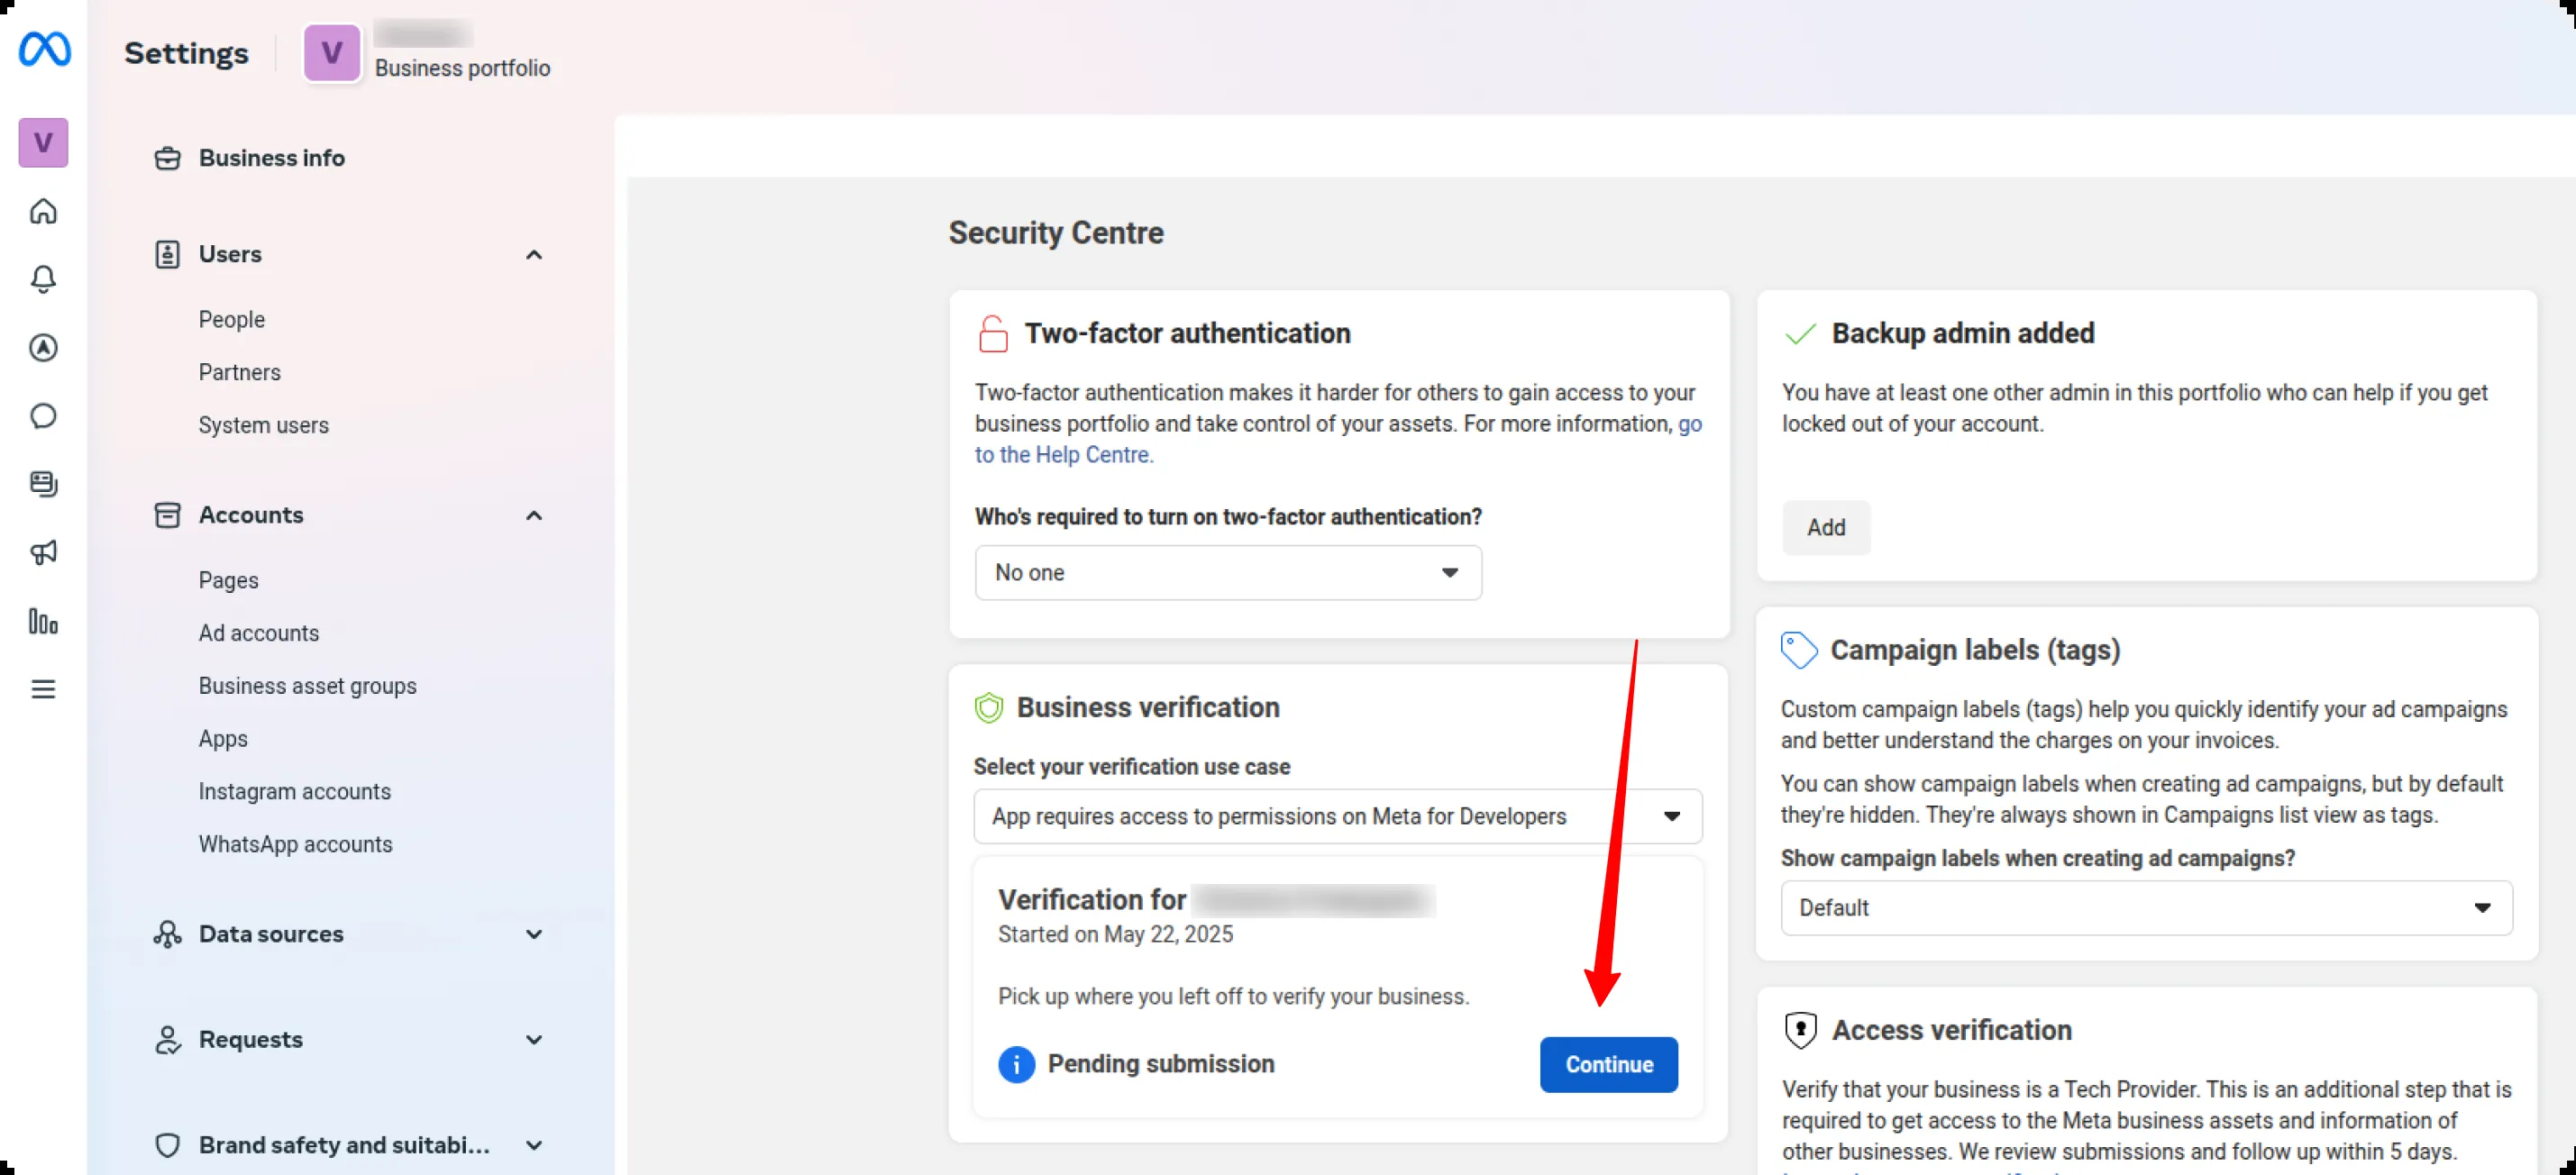 Settings
V
Business portfolio
V
Business info
Users
People
Partners
System users
Accounts
Pages
Ad accounts
Business asset groups
Apps
Instagram accounts
WhatsApp accounts
Data sources
Requests
Brand safety and suitabi...
Security Centre
Two-factor authentication
Two-factor authentication makes it harder for others to gain access to your
business portfolio and take control of your assets. For more information, go
to the Help Centre.
Who's required to turn on two-factor authentication?
No one
Business verification
Select your verification use case
App requires access to permissions on Meta for Developers
Verification for
Started on May 22, 2025
Pick up where you left off to verify your business.
Pending submission
Continue
Backup admin added
You have at least one other admin in this portfolio who can help if you get
locked out of your account.
Add
Campaign labels (tags)
Custom campaign labels (tags) help you quickly identify your ad campaigns
and better understand the charges on your invoices.
You can show campaign labels when creating ad campaigns, but by default
they're hidden. They're always shown in Campaigns list view as tags.
Show campaign labels when creating ad campaigns?
Default
Access verification
Verify that your business is a Tech Provider. This is an additional step that is
required to get access to the Meta business assets and information of
other businesses. We review submissions and follow up within 5 days.